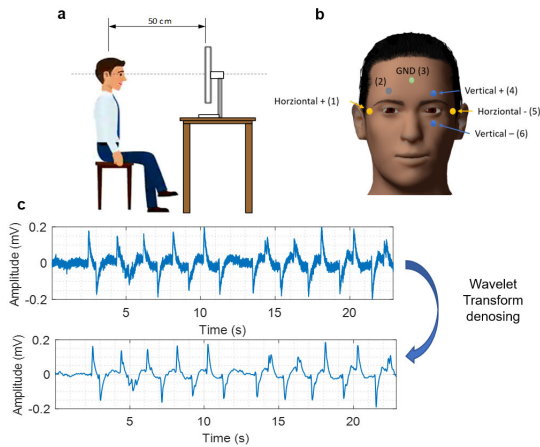 a
50 cm
b
GND (3)
(2)
Vertical + (4)
Horziontal + (1)
Horziontal - (5)
Vertical – (6)
c
0.2
0
-0.2
Amplitude (mV)
5
10
15
20
Time (s)
Wavelet
Transform
denosing
0.2
0
-0.2
Amplitude (mV)
5
10
15
20
Time (s)